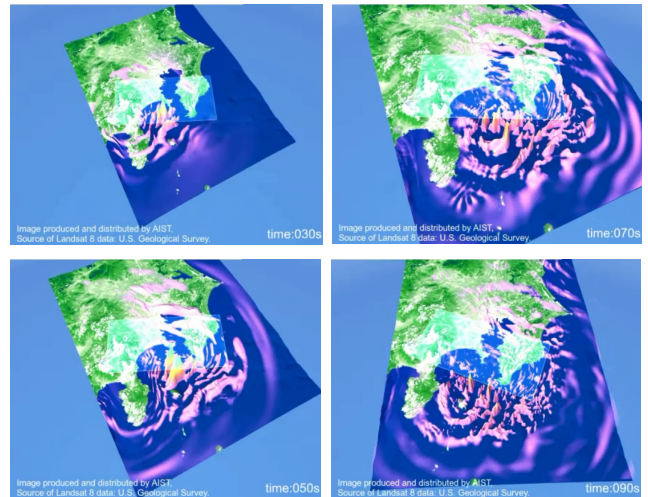 Image produced and distributed by AIST,
Source of Landsat 8 data: U.S. Geological Survey.
time:030s
Image produced and distributed by AIST,
Source of Landsat 8 data: U.S. Geological Survey.
time:070s
Image produced and distributed by AIST,
Source of Landsat 8 data: U.S. Geological Survey.
time:050s
Image produced and distributed by AIST,
Source of Landsat 8 data: U.S. Geological Survey.
time:090s